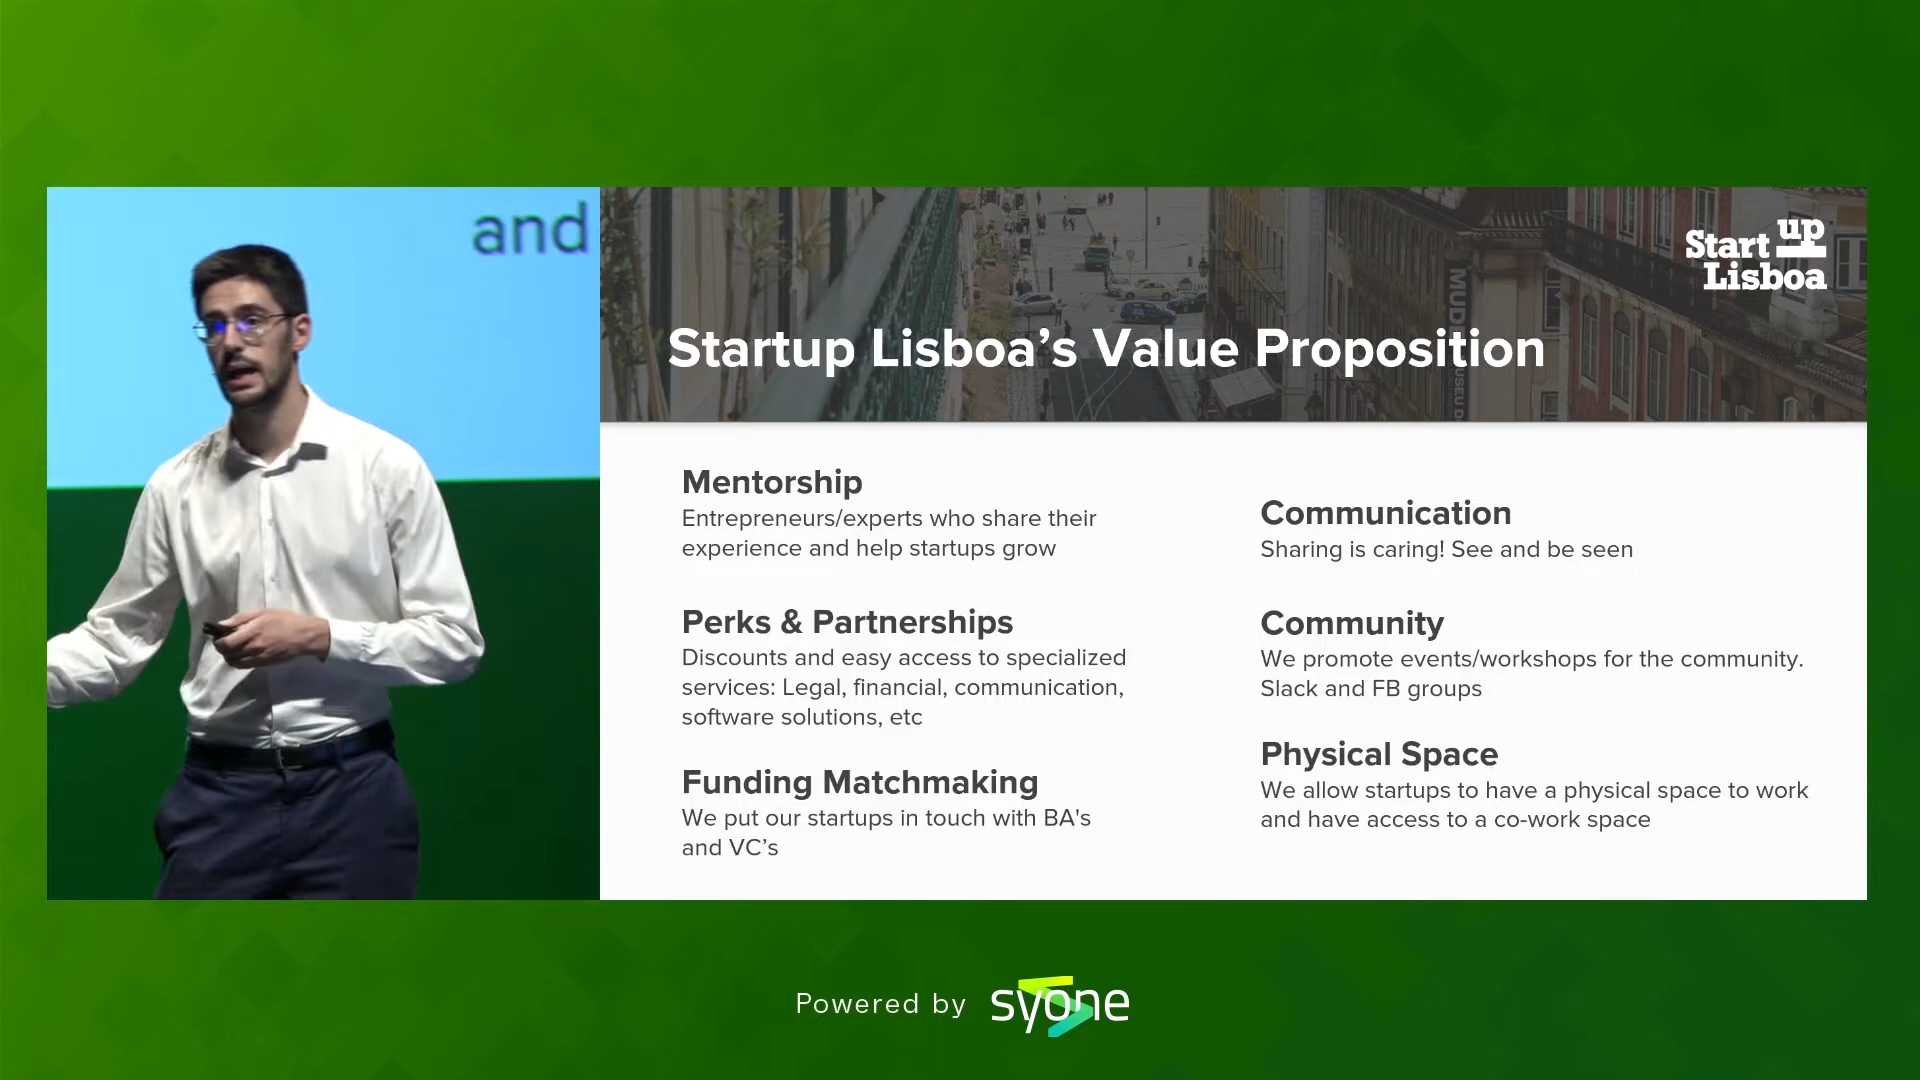 and
Start up
Lisboa
Startup Lisboa’s Value Proposition
Mentorship
Entrepreneurs/experts who share their
experience and help startups grow
Perks & Partnerships
Discounts and easy access to specialized
services: Legal, financial, communication,
software solutions, etc
Funding Matchmaking
We put our startups in touch with BA's
and VC’s
Communication
Sharing is caring! See and be seen
Community
We promote events/workshops for the community.
Slack and FB groups
Physical Space
We allow startups to have a physical space to work
and have access to a co-work space
Powered by syone